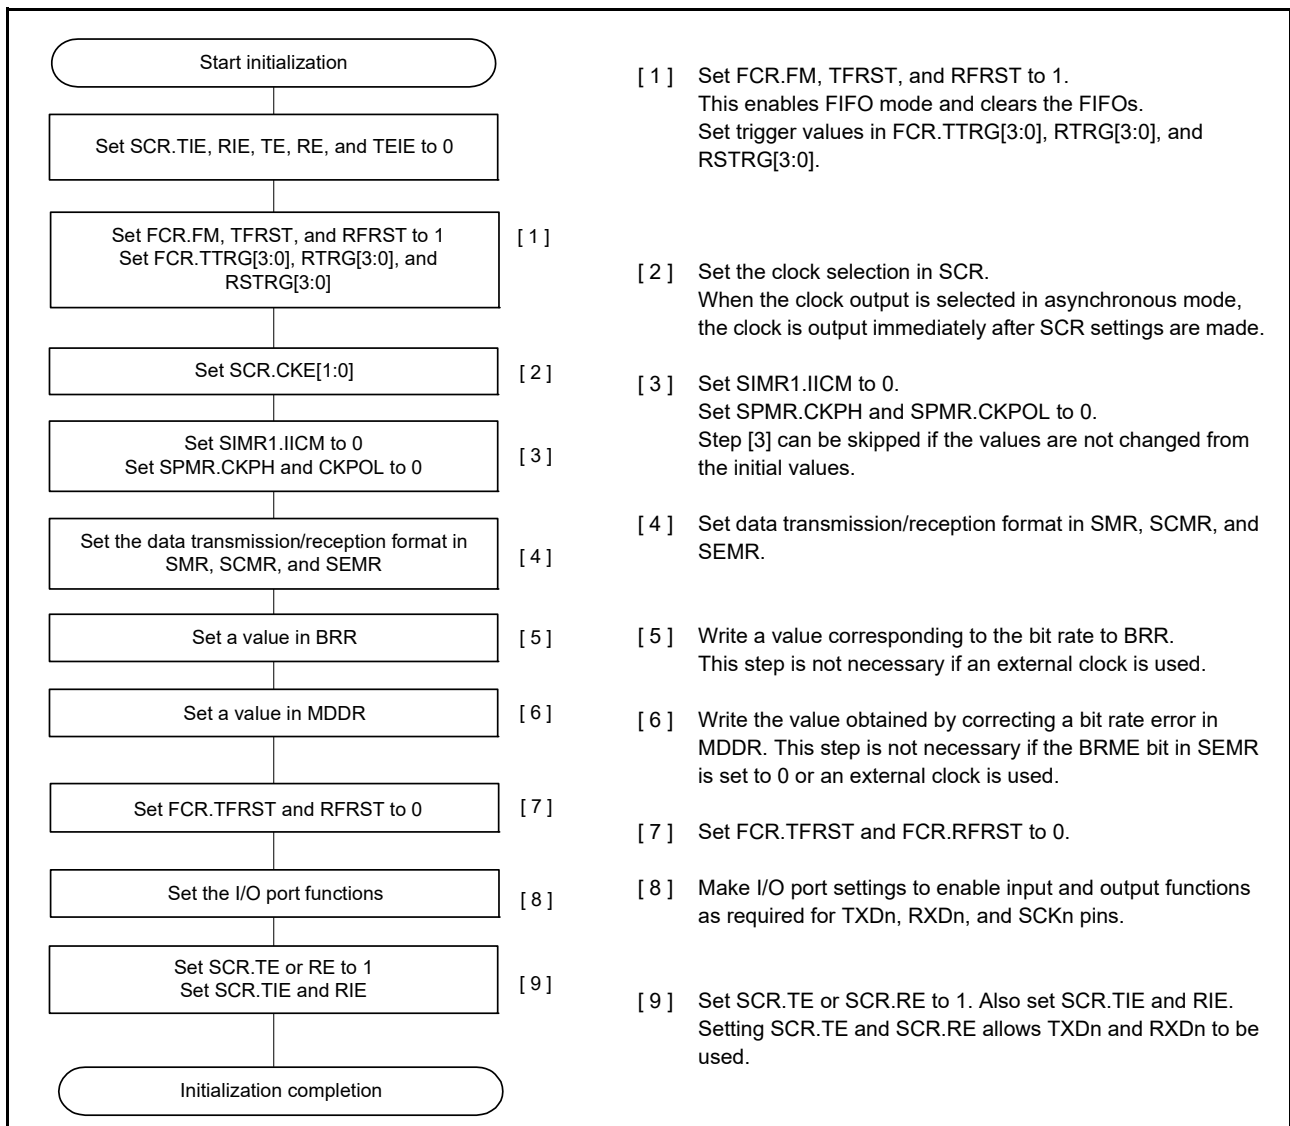 Start initialization
Set SCR.TIE, RIE, TE, RE, and TEIE to 0
Set FCR.FM, TFRST, and RFRST to 1
Set FCR.TTRG[3:0], RTRG[3:0], and
RSTRG[3:0]
[ 1 ]
Set SCR.CKE[1:0]
[ 2 ]
Set SIMR1.IICM to 0
Set SPMR.CKPH and CKPOL to 0
[ 3 ]
Set the data transmission/reception format in
SMR, SCMR, and SEMR
[ 4 ]
Set a value in BRR
[ 5 ]
Set a value in MDDR
[ 6 ]
Set FCR.TFRST and RFRST to 0
[ 7 ]
Set the I/O port functions
[ 8 ]
Set SCR.TE or RE to 1
Set SCR.TIE and RIE
[ 9 ]
Initialization completion
[ 1 ] Set FCR.FM, TFRST, and RFRST to 1.
This enables FIFO mode and clears the FIFOs.
Set trigger values in FCR.TTRG[3:0], RTRG[3:0], and
RSTRG[3:0].
[ 2 ] Set the clock selection in SCR.
When the clock output is selected in asynchronous mode,
the clock is output immediately after SCR settings are made.
[ 3 ] Set SIMR1.IICM to 0.
Set SPMR.CKPH and SPMR.CKPOL to 0.
Step [3] can be skipped if the values are not changed from
the initial values.
[ 4 ] Set data transmission/reception format in SMR, SCMR, and
SEMR.
[ 5 ] Write a value corresponding to the bit rate to BRR.
This step is not necessary if an external clock is used.
[ 6 ] Write the value obtained by correcting a bit rate error in
MDDR. This step is not necessary if the BRME bit in SEMR
is set to 0 or an external clock is used.
[ 7 ] Set FCR.TFRST and FCR.RFRST to 0.
[ 8 ] Make I/O port settings to enable input and output functions
as required for TXDn, RXDn, and SCKn pins.
[ 9 ] Set SCR.TE or SCR.RE to 1. Also set SCR.TIE and RIE.
Setting SCR.TE and SCR.RE allows TXDn and RXDn to be
used.